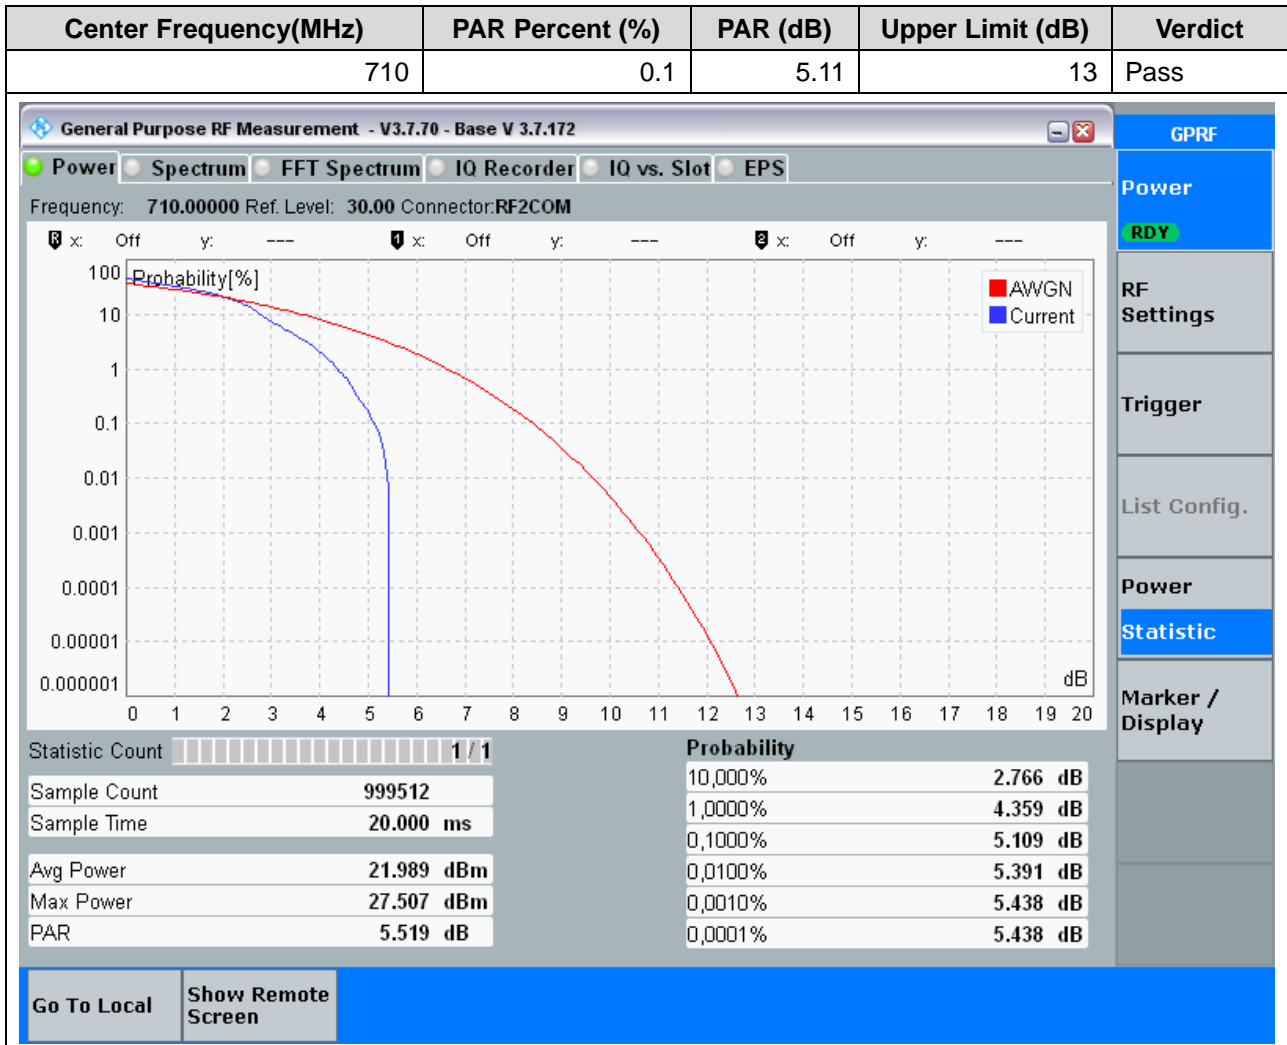 Center Frequency(MHz) PAR Percent (%) PAR (dB) Upper Limit (dB) Verdict
710 0.1 5.11 13 Pass
General Purpose RF Measurement - V3.7.70 - Base V 3.7.172
GPRF
Power Spectrum FFT Spectrum IQ Recorder IQ vs. Slot EPS
Power
RDY
Frequency: 710.00000 Ref. Level: 30.00 Connector:RF2COM
R x: Off y: --- 1 x: Off y: --- 2 x: Off y: ---
Probability[%]
AWGN
Current
100
10
1
0.1
0.01
0.001
0.0001
0.00001
0.000001
dB
0 1 2 3 4 5 6 7 8 9 10 11 12 13 14 15 16 17 18 19 20
RF
Settings
Trigger
List Config.
Power
Statistic
Marker /
Display
Statistic Count 1 / 1
Sample Count 999512
Sample Time 20.000 ms
Avg Power 21.989 dBm
Max Power 27.507 dBm
PAR 5.519 dB
Probability
10,000% 2.766 dB
1,0000% 4.359 dB
0,1000% 5.109 dB
0,0100% 5.391 dB
0,0010% 5.438 dB
0,0001% 5.438 dB
Go To Local
Show Remote
Screen